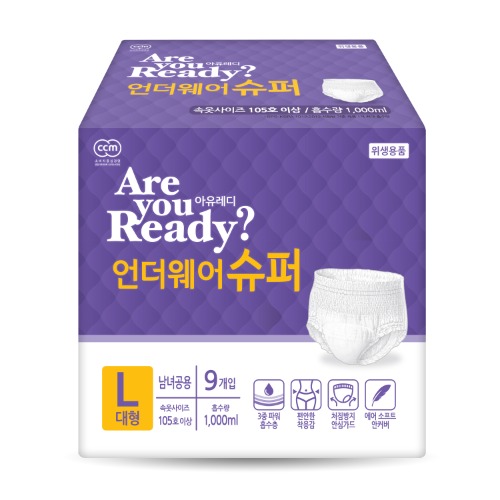 ccm
Are
you 아유레디
Ready?
위생용품
언더웨어 슈퍼
속옷사이즈 105호 이상 / 흡수량 1,000ml
ccm
위생용품
Are
you 아유레디
Ready?
언더웨어 슈퍼
L
대형
남녀공용
9개입
속옷사이즈
105호 이상
흡수량
1,000ml
3중 파워
흡수층
편안한
착용감
처짐방지
안심가드
에어 소프트
안커버